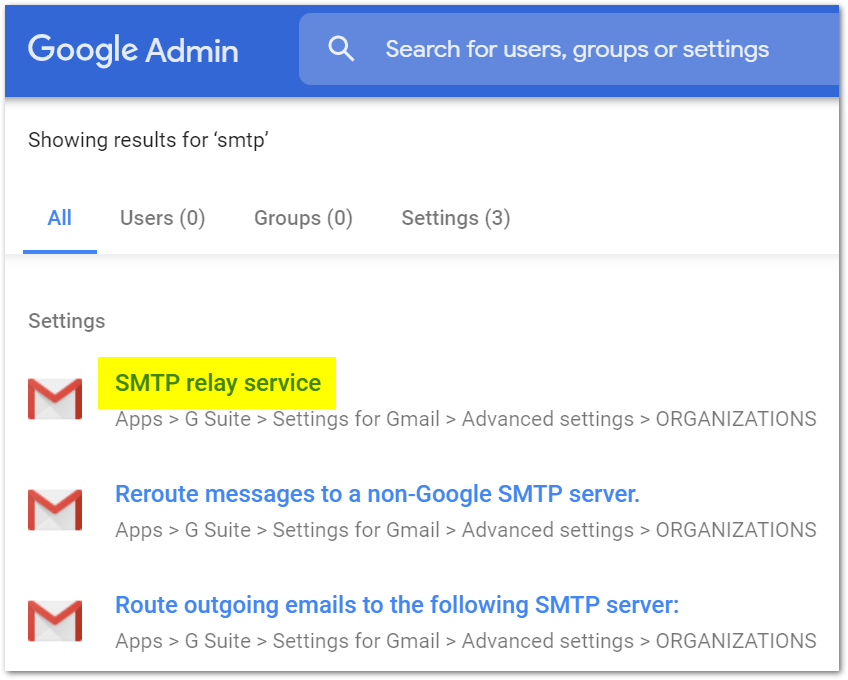 Google Admin
Search for users, groups or settings
Showing results for ‘smtp’
All Users (0) Groups (0) Settings (3)
Settings
SMTP relay service
Apps > G Suite > Settings for Gmail > Advanced settings > ORGANIZATIONS
Reroute messages to a non-Google SMTP server.
Apps > G Suite > Settings for Gmail > Advanced settings > ORGANIZATIONS
Route outgoing emails to the following SMTP server:
Apps > G Suite > Settings for Gmail > Advanced settings > ORGANIZATIONS